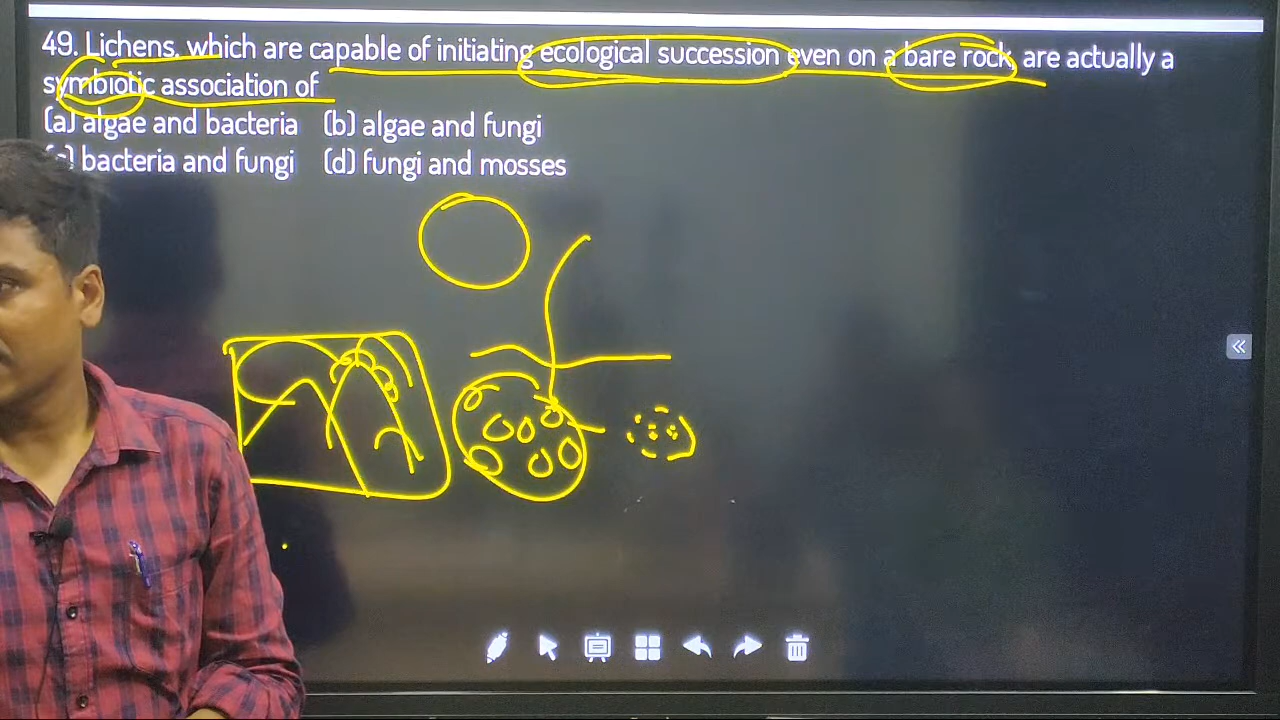 49. Lichens, which are capable of initiating ecological succession even on a bare rock, are actually a
symbiotic association of
(a) algae and bacteria (b) algae and fungi
(c) bacteria and fungi (d) fungi and mosses